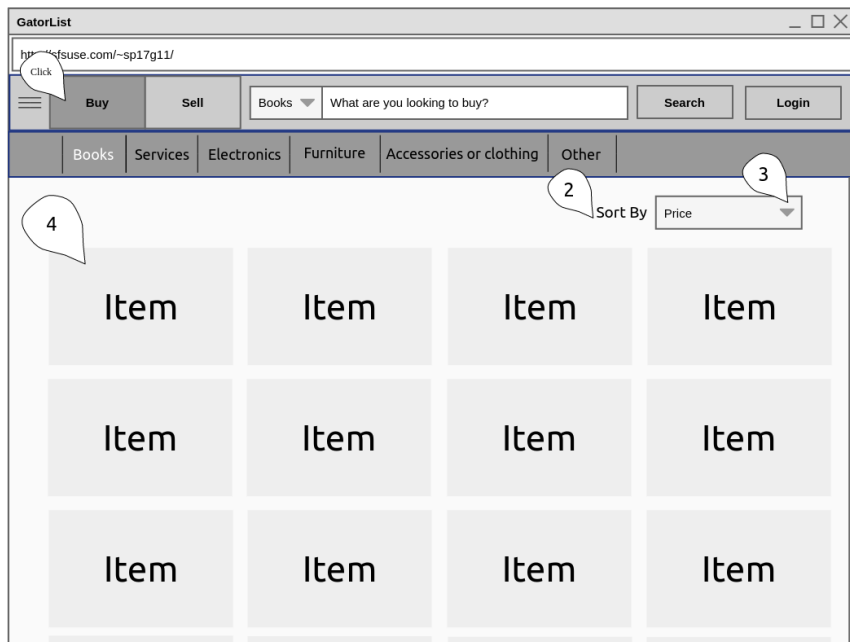 GatorList
http://sfsuse.com/~sp17g11/
Click
Buy Sell Books What are you looking to buy? Search Login
Books Services Electronics Furniture Accessories or clothing Other
2 3
Sort By Price
4
Item Item Item Item
Item Item Item Item
Item Item Item Item